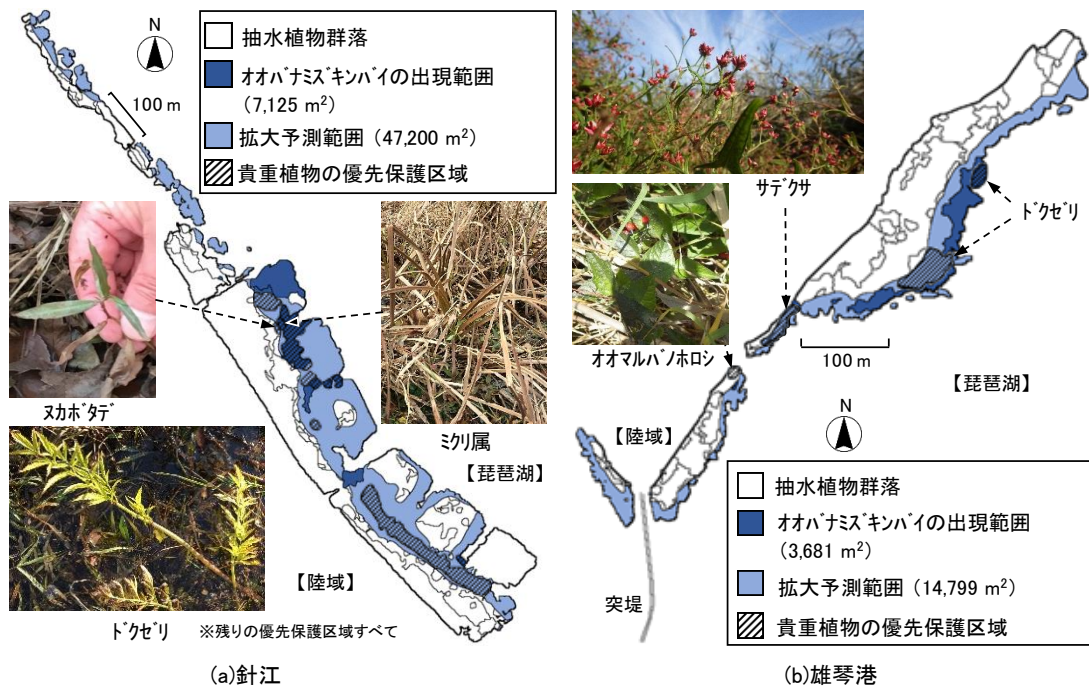 N
100 m
抽水植物群落
オオバナミズキンバイの出現範囲
(7,125 m²)
拡大予測範囲 (47,200 m²)
貴重植物の優先保護区域
ヌカボタデ
ミクリ属
【琵琶湖】
【陸域】
ドクゼリ ※残りの優先保護区域すべて
(a)針江
サデクサ
ドクゼリ
オオマルバノホロシ
100 m
【琵琶湖】
N
【陸域】
突堤
抽水植物群落
オオバナミズキンバイの出現範囲
(3,681 m²)
拡大予測範囲 (14,799 m²)
貴重植物の優先保護区域
(b)雄琴港